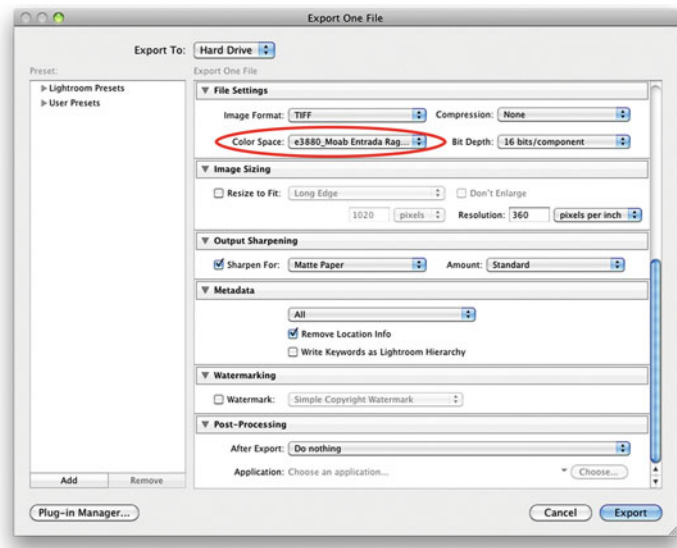 Export One File
Export To: Hard Drive
Preset: Export One File
Lightroom Presets
User Presets
File Settings
Image Format: TIFF Compression: None
Color Space: e3880_Moab Entrada Rag... Bit Depth: 16 bits/component
Image Sizing
Resize to Fit: Long Edge Don't Enlarge
1020 pixels Resolution: 360 pixels per inch
Output Sharpening
Sharpen For: Matte Paper Amount: Standard
Metadata
All
Remove Location Info
Write Keywords as Lightroom Hierarchy
Watermarking
Watermark: Simple Copyright Watermark
Post-Processing
After Export: Do nothing
Application: Choose an application... Choose...
Add Remove
Plug-in Manager... Cancel Export